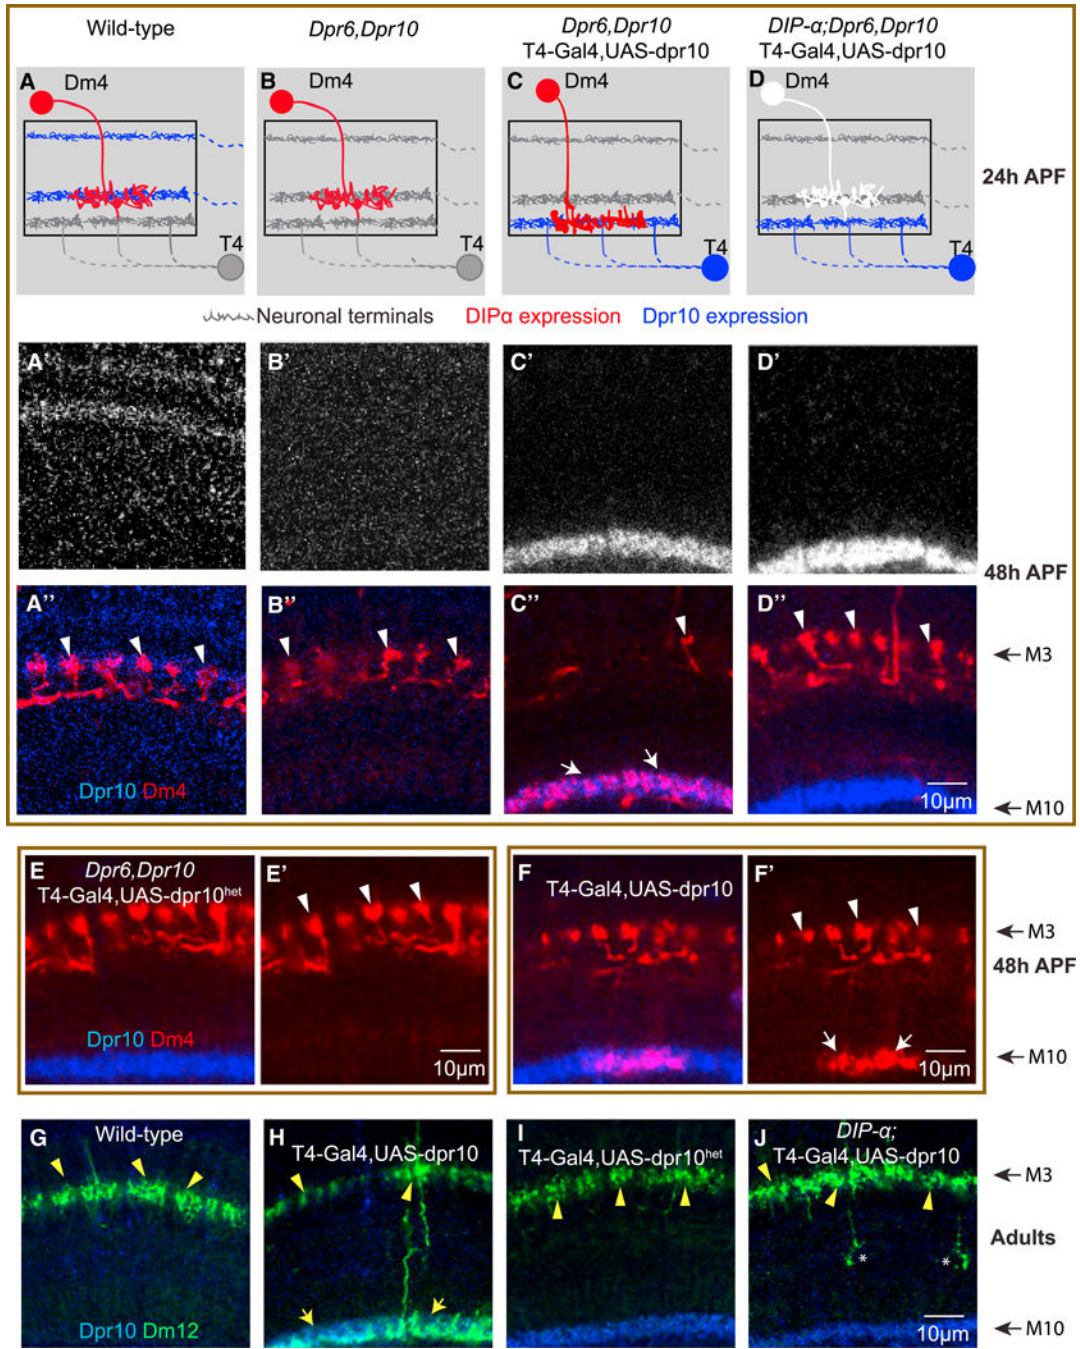 Wild-type
Dpr6,Dpr10
Dpr6,Dpr10
T4-Gal4,UAS-dpr10
DIP-α;Dpr6,Dpr10
T4-Gal4,UAS-dpr10
A Dm4
T4
B Dm4
T4
C Dm4
T4
D Dm4
T4
24h APF
Neuronal terminals DIPα expression Dpr10 expression
A' B' C' D'
48h APF
A'' B'' C'' D''
M3
Dpr10 Dm4
10μm
M10
E Dpr6,Dpr10
T4-Gal4,UAS-dpr10het
E'
F T4-Gal4,UAS-dpr10
F'
M3
48h APF
Dpr10 Dm4
10μm
10μm
M10
G Wild-type
H T4-Gal4,UAS-dpr10
I T4-Gal4,UAS-dpr10het
J DIP-α;
T4-Gal4,UAS-dpr10
M3
* *
Adults
Dpr10 Dm12
10μm
M10